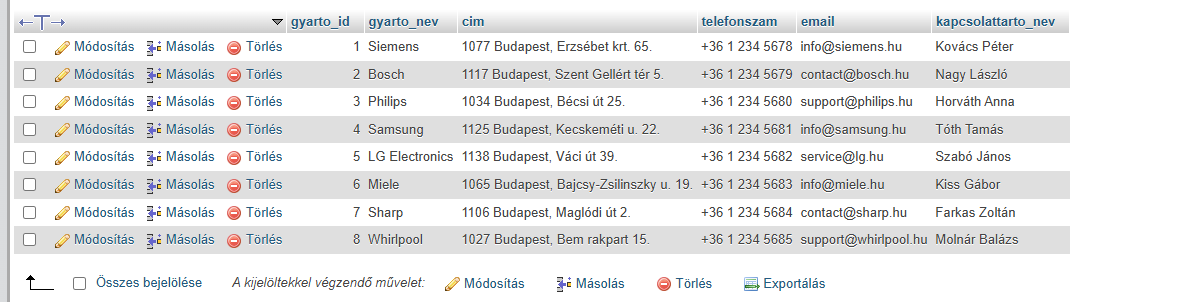 gyarto_id gyarto_nev cim telefonszam email kapcsolattarto_nev
Módosítás Másolás Törlés 1 Siemens 1077 Budapest, Erzsébet krt. 65. +36 1 234 5678 info@siemens.hu Kovács Péter
Módosítás Másolás Törlés 2 Bosch 1117 Budapest, Szent Gellért tér 5. +36 1 234 5679 contact@bosch.hu Nagy László
Módosítás Másolás Törlés 3 Philips 1034 Budapest, Bécsi út 25. +36 1 234 5680 support@philips.hu Horváth Anna
Módosítás Másolás Törlés 4 Samsung 1125 Budapest, Kecskeméti u. 22. +36 1 234 5681 info@samsung.hu Tóth Tamás
Módosítás Másolás Törlés 5 LG Electronics 1138 Budapest, Váci út 39. +36 1 234 5682 service@lg.hu Szabó János
Módosítás Másolás Törlés 6 Miele 1065 Budapest, Bajcsy-Zsilinszky u. 19. +36 1 234 5683 info@miele.hu Kiss Gábor
Módosítás Másolás Törlés 7 Sharp 1106 Budapest, Maglódi út 2. +36 1 234 5684 contact@sharp.hu Farkas Zoltán
Módosítás Másolás Törlés 8 Whirlpool 1027 Budapest, Bem rakpart 15. +36 1 234 5685 support@whirlpool.hu Molnár Balázs
Összes bejelölése A kijelöltekkel végzendő művelet: Módosítás Másolás Törlés Exportálás